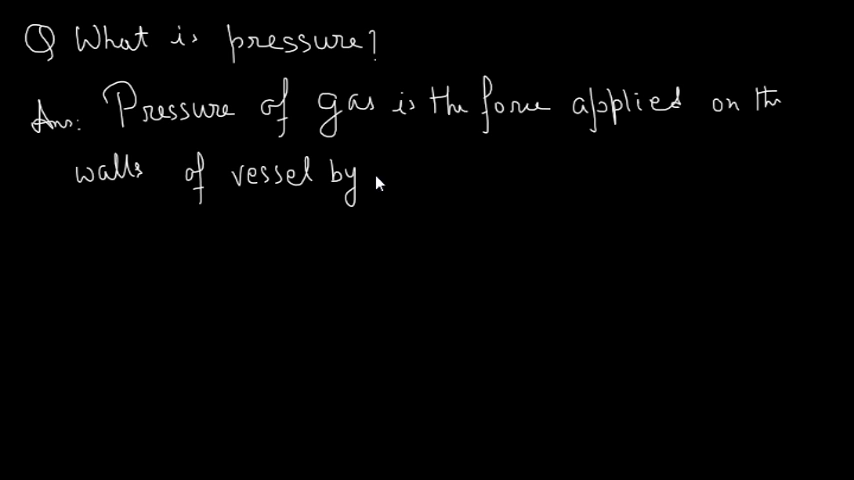 Q What is pressure?
Ans: Pressure of gas is the force applied on the
walls of vessel by